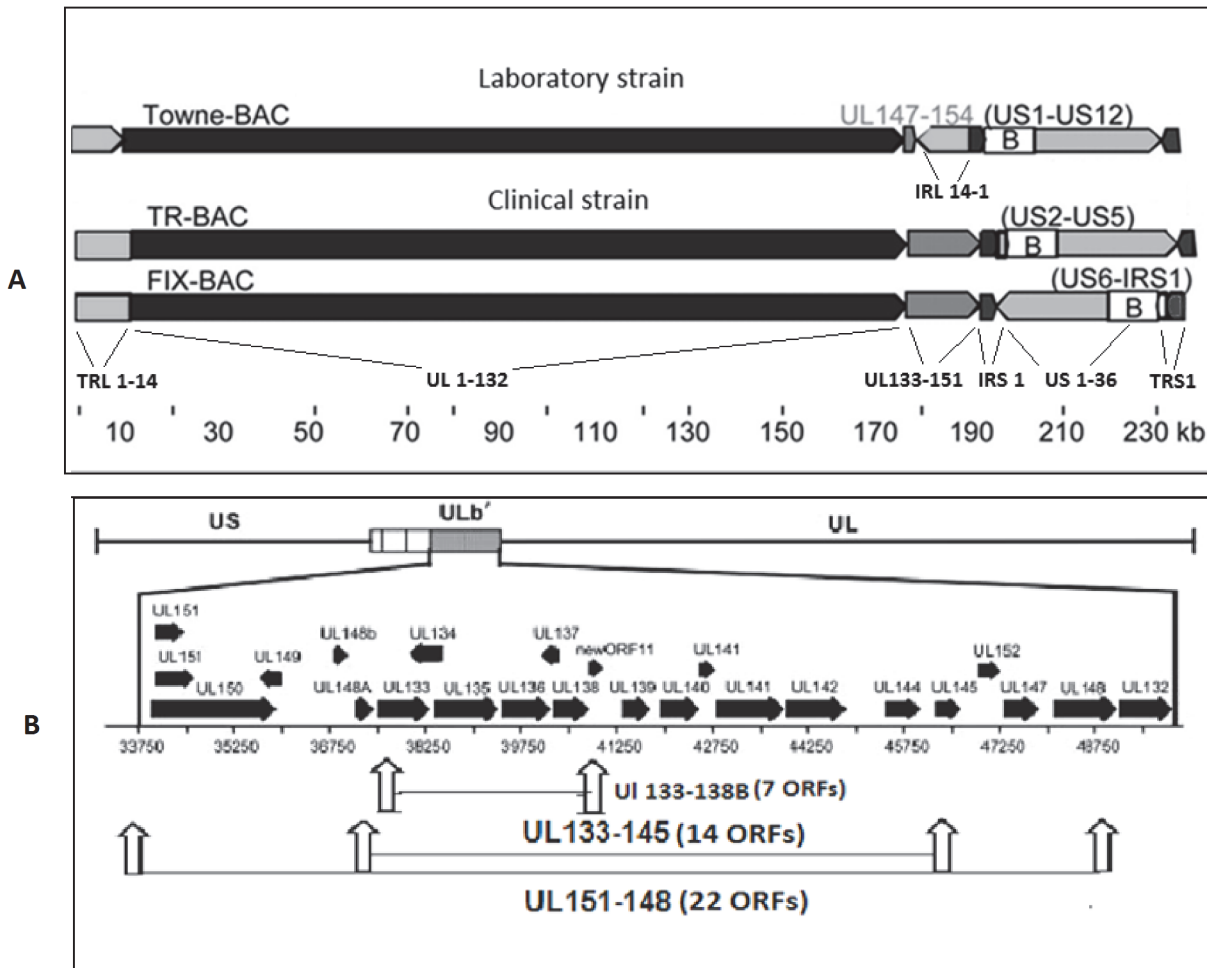 Laboratory strain
Towne-BAC
UL147-154 (US1-US12)
B
IRL 14-1
Clinical strain
TR-BAC
(US2-US5)
B
A
FIX-BAC
(US6-IRS1)
B
TRL 1-14
UL 1-132
UL133-151
IRS 1
US 1-36
TRS1
10 30 50 70 90 110 130 150 170 190 210 230 kb
US
ULb′
UL
UL151
UL148b
UL134
UL137
newORF11
UL141
UL152
UL151
UL149
UL150
UL148A
UL133
UL135
UL136
UL138
UL139
UL140
UL141
UL142
UL144
UL145
UL147
UL148
UL132
B
33750 35250 36750 38250 39750 41250 42750 44250 45750 47250 48750
Ul 133-138B (7 ORFs)
UL133-145 (14 ORFs)
UL151-148 (22 ORFs)